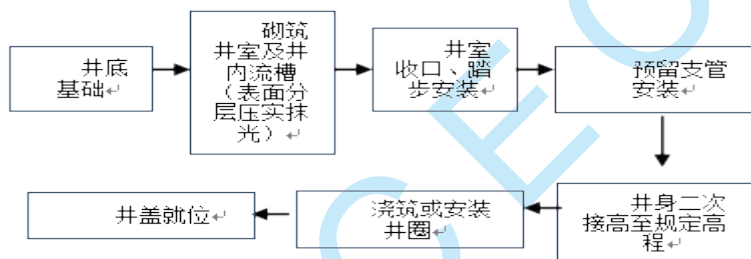 井底
基础↵
砌筑
井室及井
内流槽
（表面分
层压实抹
光）↵
井室
收口、踏
步安装↵
预留支管
安装↵
井身二次
接高至规定高
程↵
浇筑或安装
井圈↵
井盖就位↵